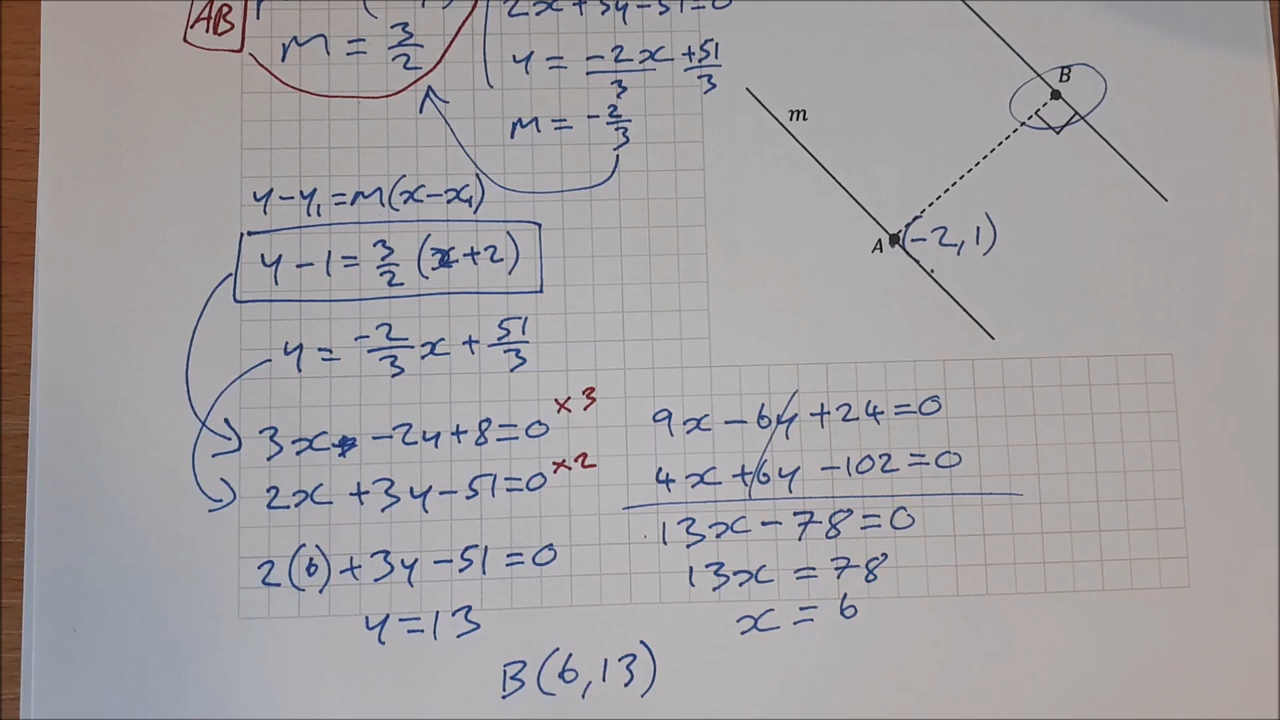 AB
m = 3/2
2x+3y-51=0
y = -2x/3 +51/3
m = -2/3
y-y₁=m(x-x₁)
y-1=3/2(x+2)
y = -2/3x + 51/3
3x -2y+8=0 ×3
2x +3y-51=0 ×2
2(6)+3y-51=0
y=13
9x-6y+24=0
4x+6y-102=0
13x-78=0
13x=78
x=6
B(6,13)
m
B
A (-2,1)